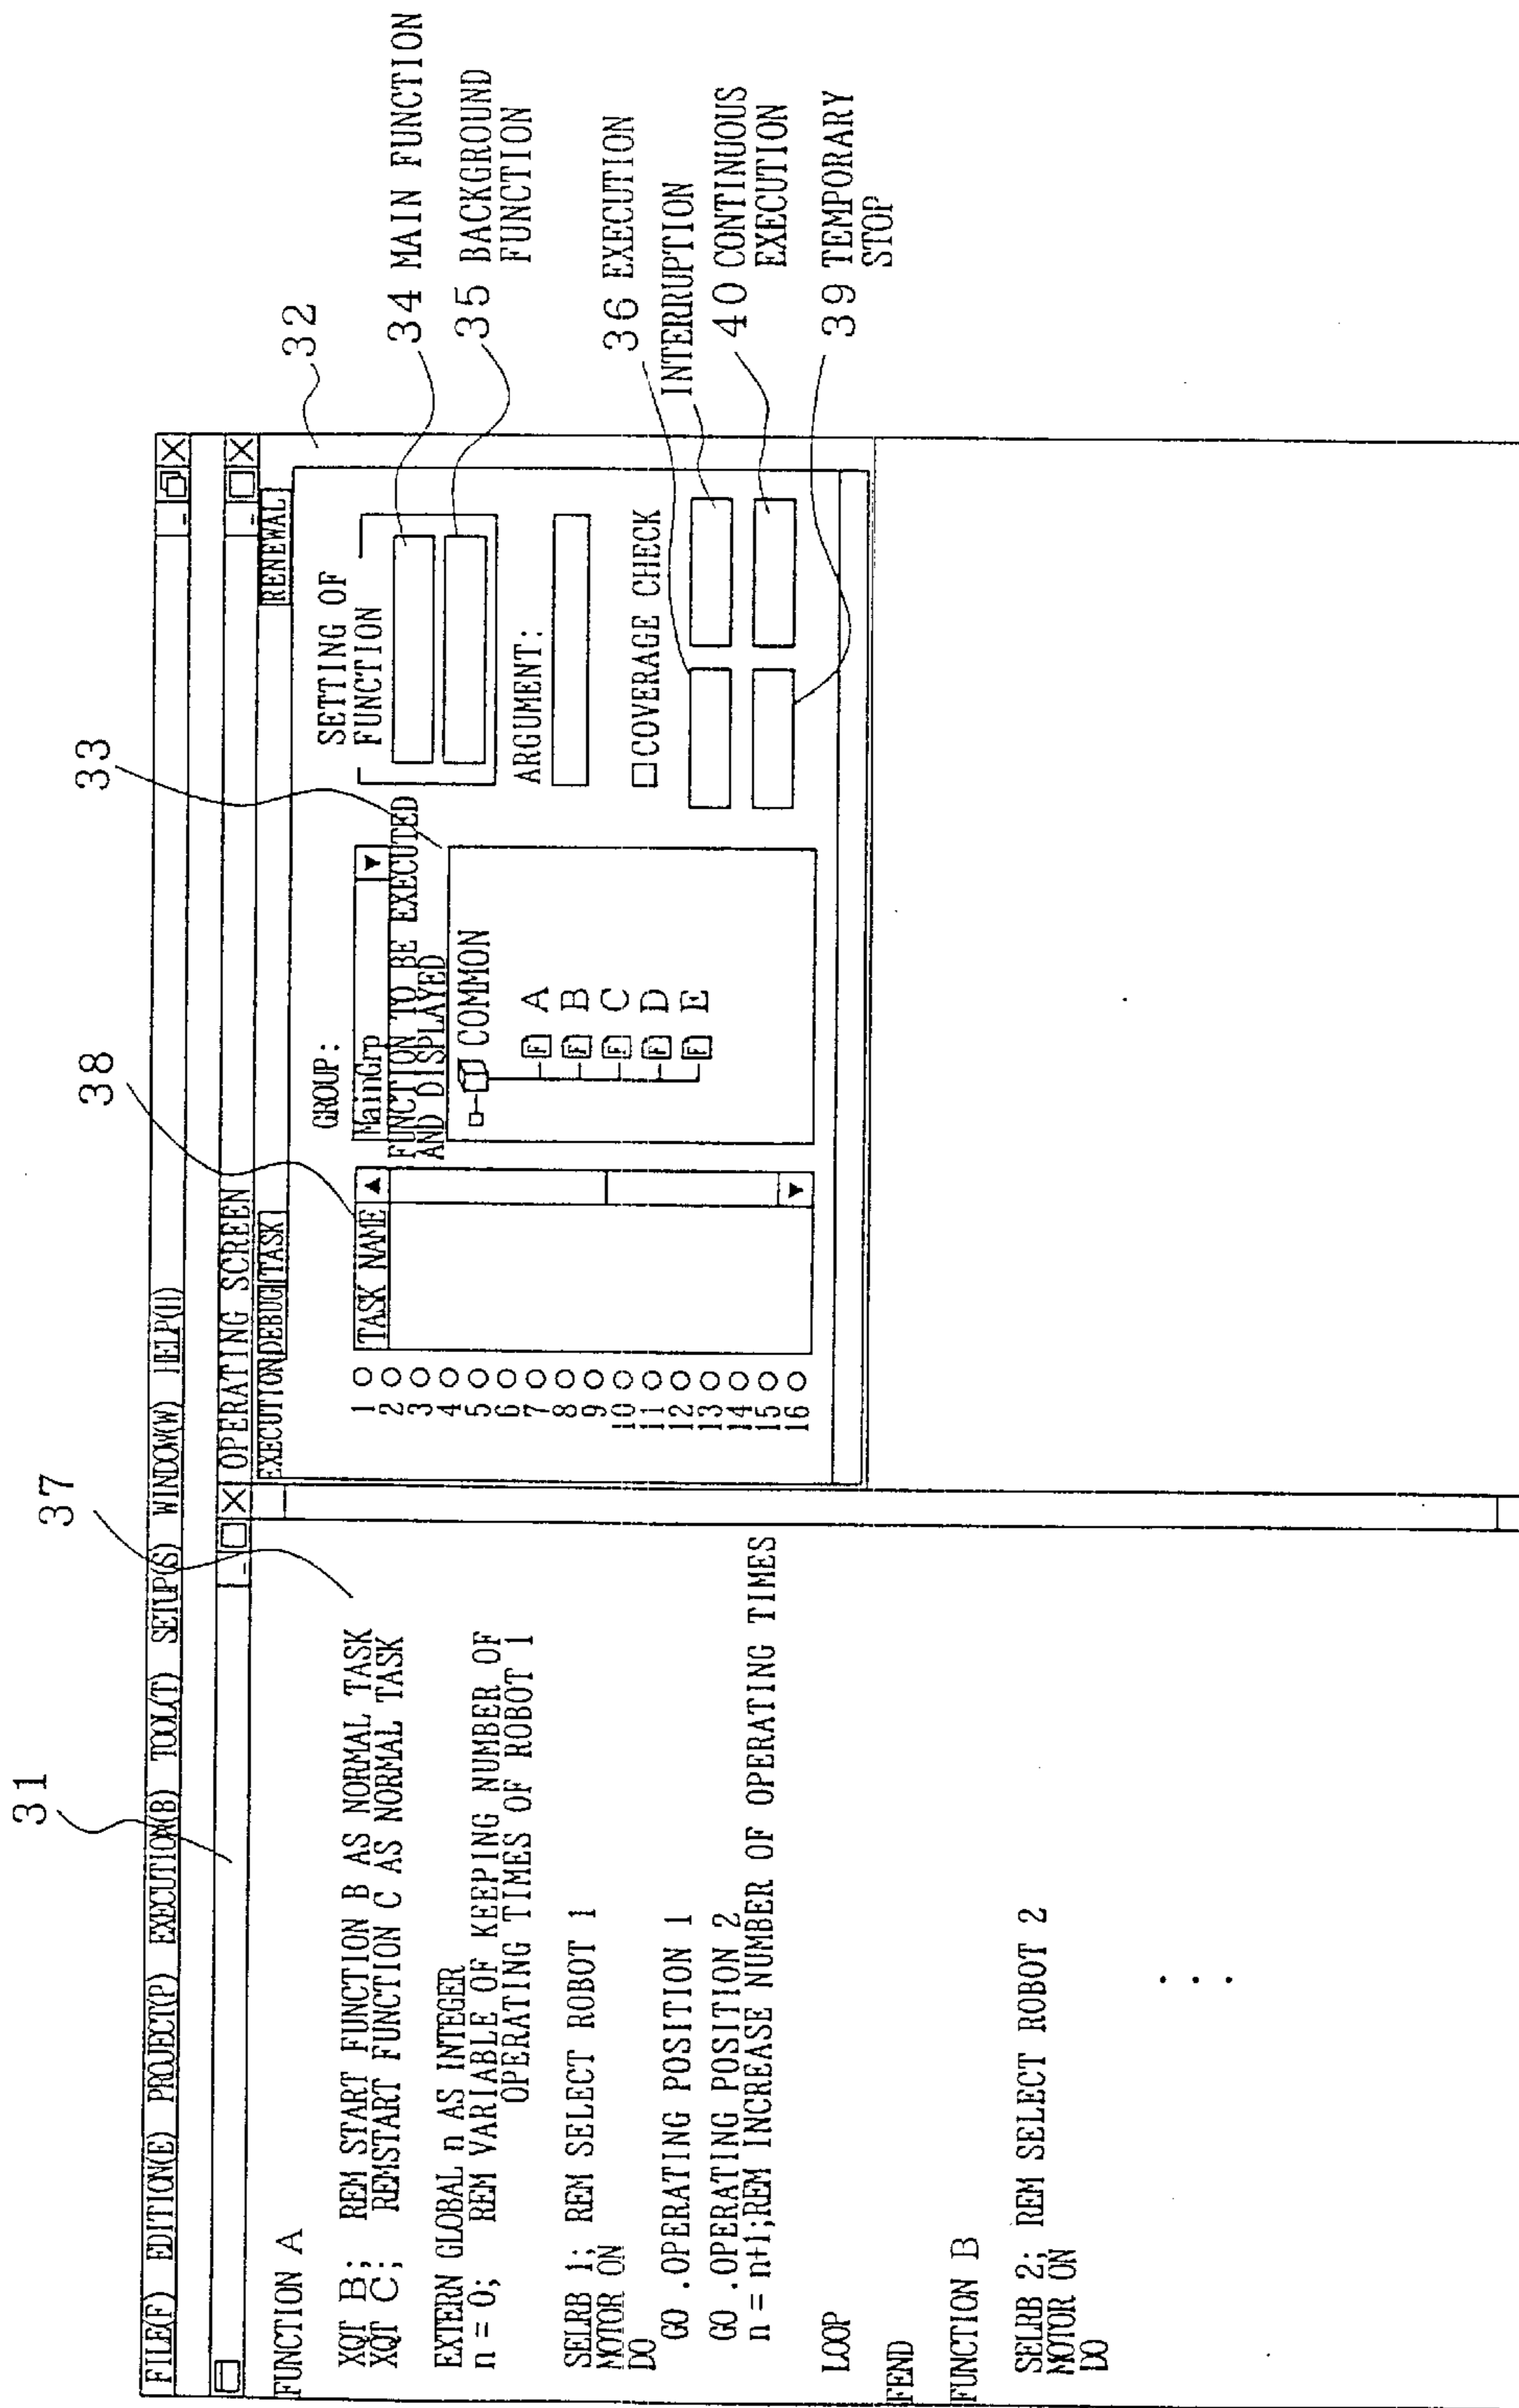 31
37
38
33
FILE(F) EDITION(E) PROJECT(P) EXECUTION(B) TOOL(T) SETUP(S) WINDOW(W) HELP(H)
FUNCTION A
XQT B; REM START FUNCTION B AS NORMAL TASK
XQT C; REMSTART FUNCTION C AS NORMAL TASK
EXTERN GLOBAL n AS INTEGER
n = 0; REM VARIABLE OF KEEPING NUMBER OF
OPERATING TIMES OF ROBOT 1
SELRB 1; REM SELECT ROBOT 1
MOTOR ON
DO
GO .OPERATING POSITION 1
GO .OPERATING POSITION 2
n = n+1;REM INCREASE NUMBER OF OPERATING TIMES
LOOP
FEND
FUNCTION B
SELRB 2; REM SELECT ROBOT 2
MOTOR ON
DO
...
OPERATING SCREEN
EXECUTION DEBUG TASK RENEWAL
1
2
3
4
5
6
7
8
9
10
11
12
13
14
15
16
TASK NAME
GROUP:
MainGrp
FUNCTION TO BE EXECUTED
AND DISPLAYED
COMMON
F A
F B
F C
F D
F E
SETTING OF
FUNCTION
ARGUMENT:
COVERAGE CHECK
32
34 MAIN FUNCTION
35 BACKGROUND
FUNCTION
36 EXECUTION
INTERRUPTION
40 CONTINUOUS
EXECUTION
39 TEMPORARY
STOP